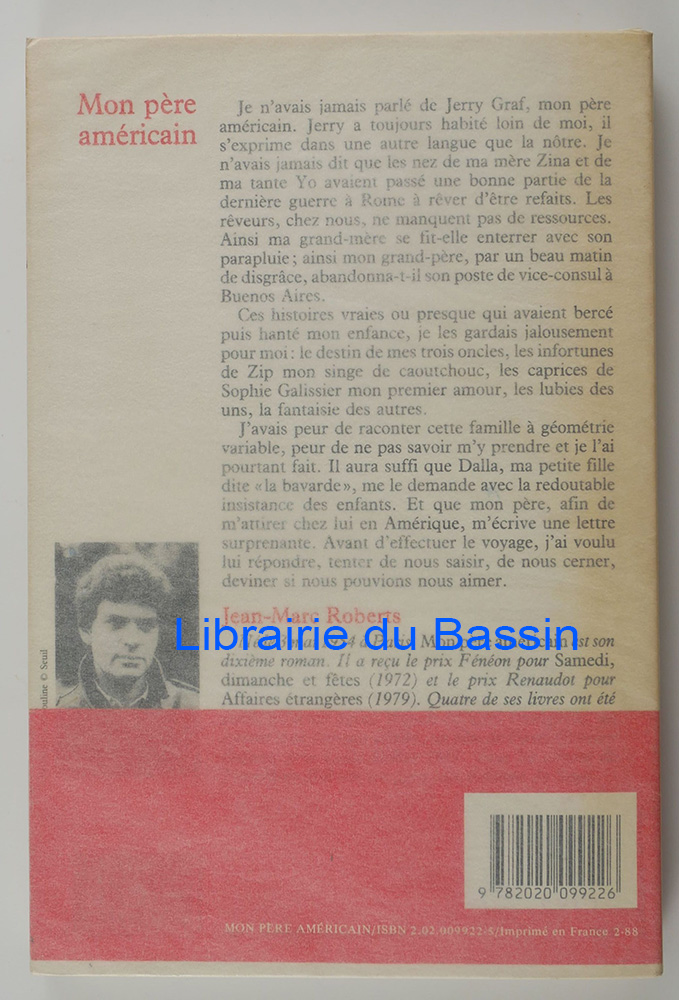 Mon père
américain
Je n'avais jamais parlé de Jerry Graf, mon père
américain. Jerry a toujours habité loin de moi, il
s'exprime dans une autre langue que la nôtre. Je
n'avais jamais dit que les nez de ma mère Zina et de
ma tante Yo avaient passé une bonne partie de la
dernière guerre à Rome à rêver d'être refaits. Les
rêveurs, chez nous, ne manquent pas de ressources.
Ainsi ma grand-mère se fit-elle enterrer avec son
parapluie ; ainsi mon grand-père, par un beau matin
de disgrâce, abandonna-t-il son poste de vice-consul à
Buenos Aires.
Ces histoires vraies ou presque qui avaient bercé
puis hanté mon enfance, je les gardais jalousement
pour moi : le destin de mes trois oncles, les infortunes
de Zip mon singe de caoutchouc, les caprices de
Sophie Galissier mon premier amour, les lubies des
uns, la fantaisie des autres.
J'avais peur de raconter cette famille à géométrie
variable, peur de ne pas savoir m'y prendre et je l'ai
pourtant fait. Il aura suffi que Dalla, ma petite fille
dite « la bavarde », me le demande avec la redoutable
insistance des enfants. Et que mon père, afin de
m'attirer chez lui en Amérique, m'écrive une lettre
surprenante. Avant d'effectuer le voyage, j'ai voulu
lui répondre, tenter de nous saisir, de nous cerner,
deviner si nous pouvions nous aimer.
Jean-Marc Roberts
Librairie du Bassin
Mon père américain est son
dixième roman. Il a reçu le prix Fénéon pour Samedi,
dimanche et fêtes (1972) et le prix Renaudot pour
Affaires étrangères (1979). Quatre de ses livres ont été
© Seuil
9 782020 099226
MON PÈRE AMÉRICAIN/ISBN 2.02.009922-5/Imprimé en France 2-88